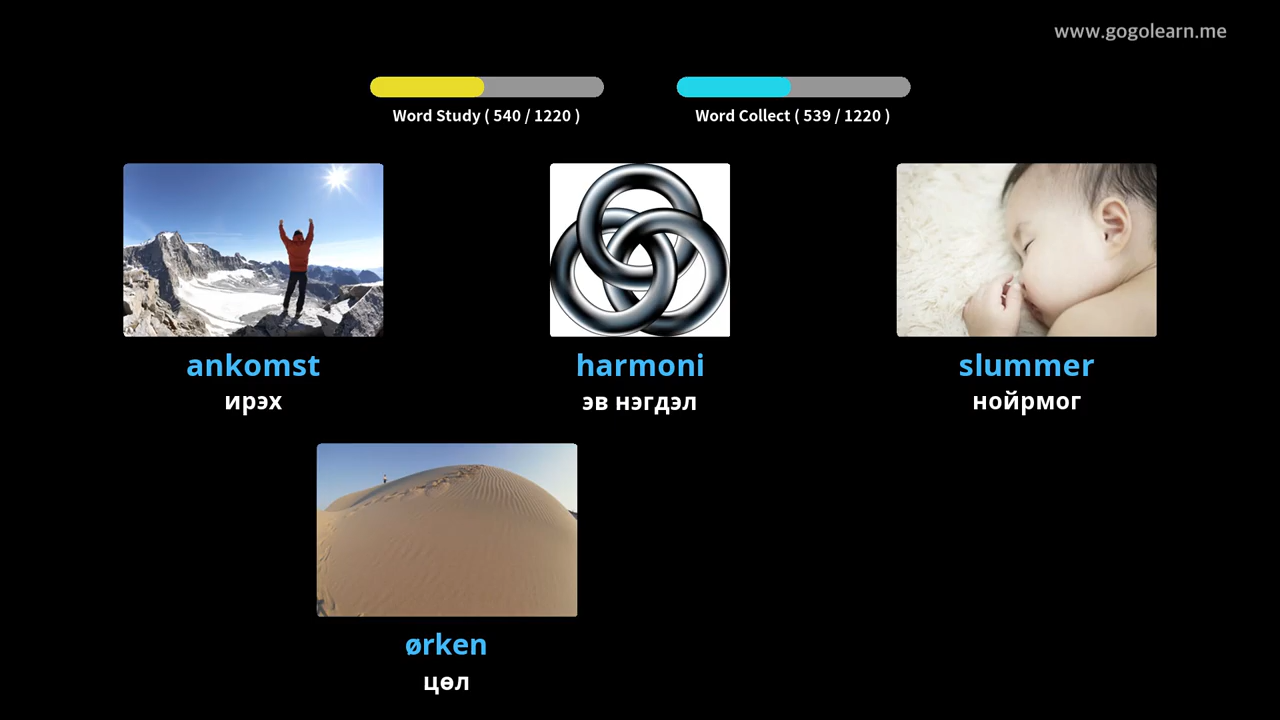 www.gogolearn.me
Word Study ( 540 / 1220 )
Word Collect ( 539 / 1220 )
ankomst
ирэх
harmoni
эв нэгдэл
slummer
нойрмог
ørken
цөл